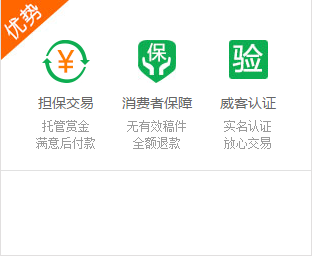 优势
¥ 保 验
担保交易 消费者保障 威客认证
托管赏金 无有效稿件 实名认证
满意后付款 全额退款 放心交易